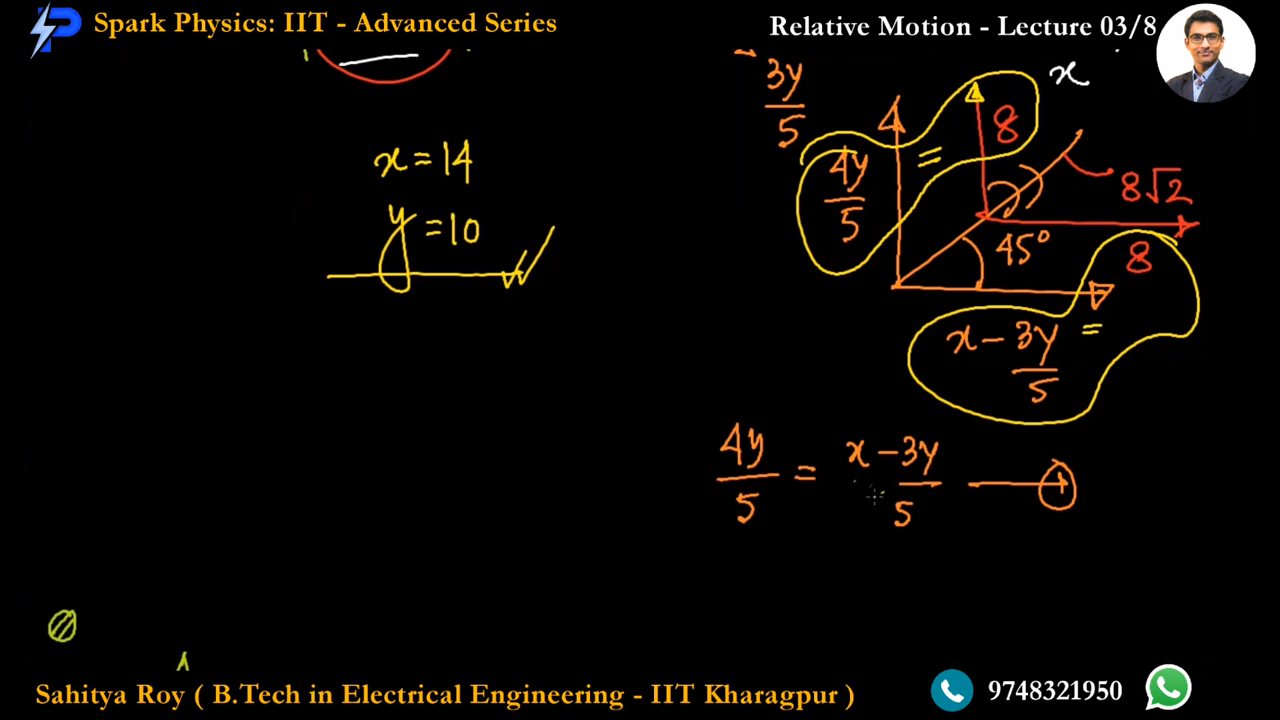 Spark Physics: IIT - Advanced Series
Relative Motion - Lecture 03/8
x = 14
y = 10
3y/5
x
8
4y/5 =
8√2
45°
8
x - 3y/5 =
4y/5 = x - 3y/5 — 1
Sahitya Roy ( B.Tech in Electrical Engineering - IIT Kharagpur )
9748321950